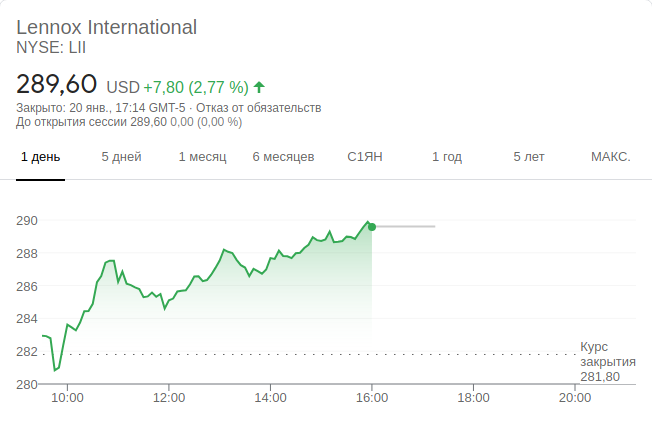 Lennox International
NYSE: LII
289,60 USD +7,80 (2,77 %)
Закрыто: 20 янв., 17:14 GMT-5 · Отказ от обязательств
До открытия сессии 289,60 0,00 (0,00 %)
1 день 5 дней 1 месяц 6 месяцев С1ЯН 1 год 5 лет МАКС.
290
288
286
284
282
280
Курс
закрытия
281,80
10:00 12:00 14:00 16:00 18:00 20:00